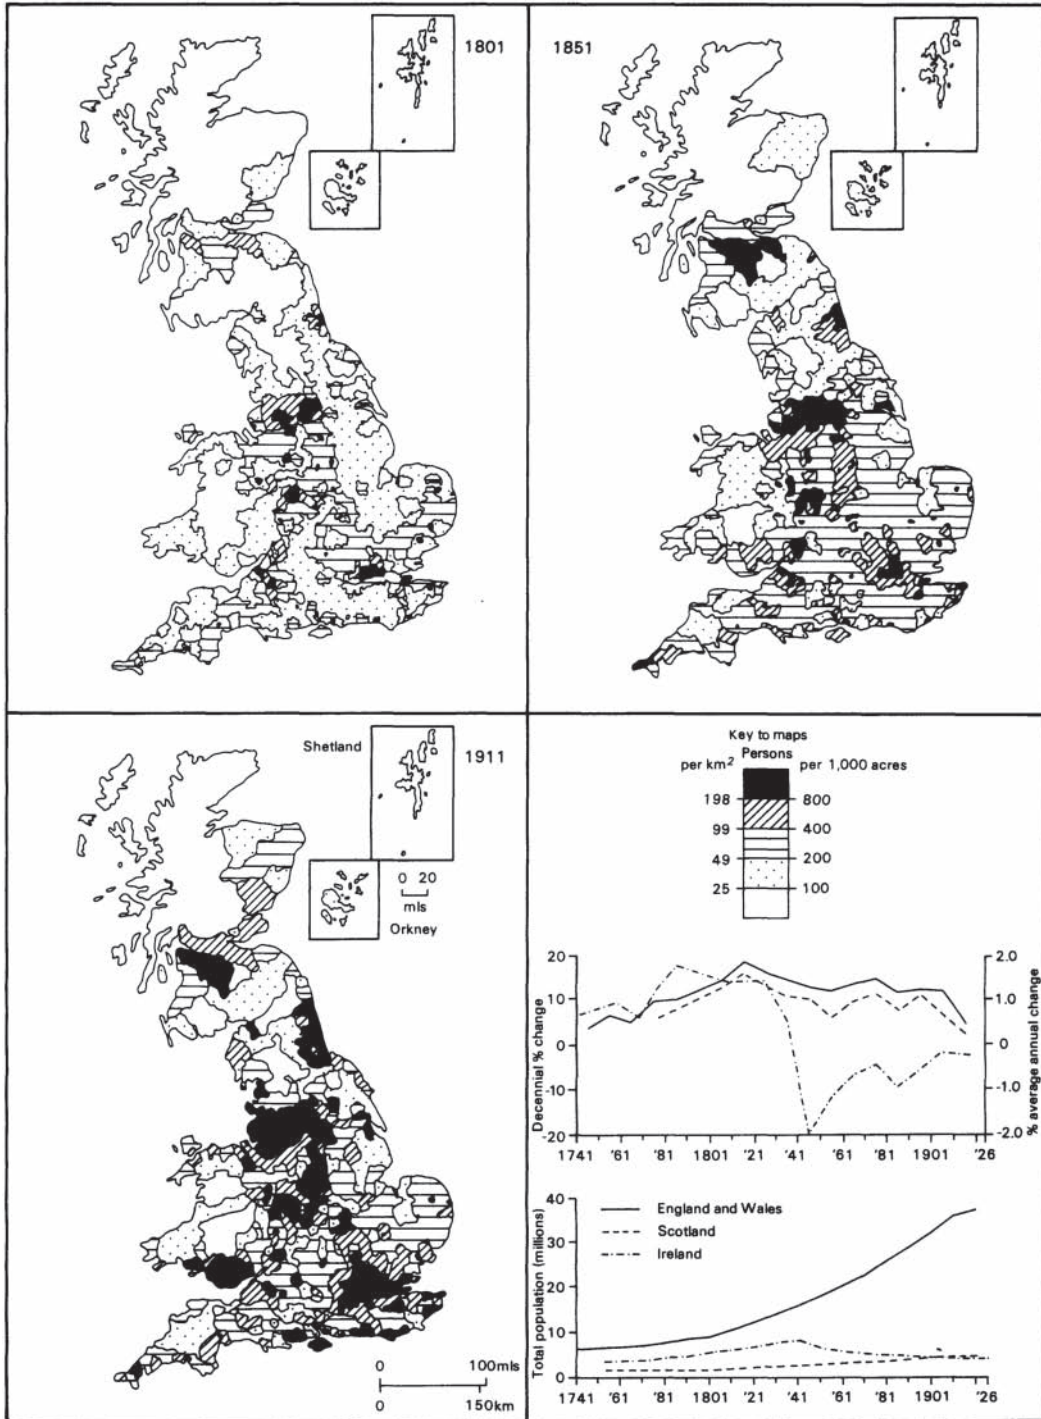 1801
1851
Shetland
1911
0 20
mls
Orkney
0 100mls
0 150km
Key to maps
Persons
per km² per 1,000 acres
198 800
99 400
49 200
25 100
Decennial % change
20
10
0
-10
-20
% average annual change
2.0
1.0
0
-1.0
-2.0
1741 '61 '81 1801 '21 '41 '61 '81 1901 '26
Total population (millions)
40
30
20
10
0
England and Wales
Scotland
Ireland
1741 '61 '81 1801 '21 '41 '61 '81 1901 '26